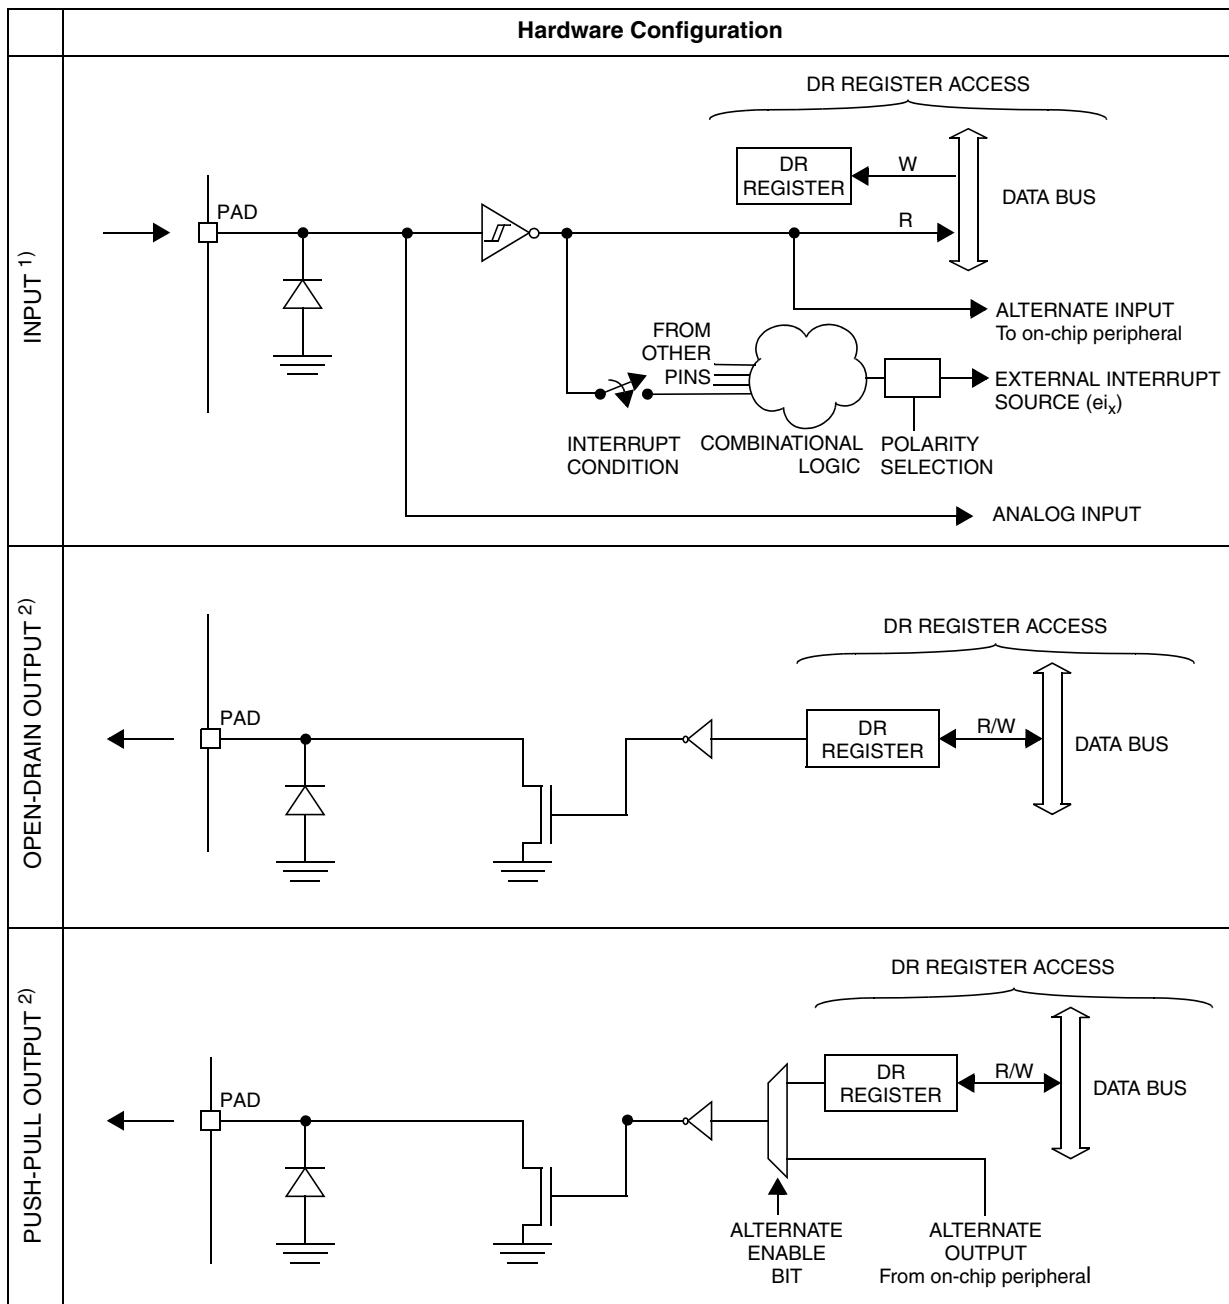 Hardware Configuration
INPUT 1)
DR REGISTER ACCESS
DR
REGISTER
W
DATA BUS
PAD
R
ALTERNATE INPUT
To on-chip peripheral
FROM
OTHER
PINS
EXTERNAL INTERRUPT
SOURCE (eix)
INTERRUPT
CONDITION
COMBINATIONAL
LOGIC
POLARITY
SELECTION
ANALOG INPUT
OPEN-DRAIN OUTPUT 2)
DR REGISTER ACCESS
PAD
DR
REGISTER
R/W
DATA BUS
PUSH-PULL OUTPUT 2)
DR REGISTER ACCESS
PAD
DR
REGISTER
R/W
DATA BUS
ALTERNATE
ENABLE
BIT
ALTERNATE
OUTPUT
From on-chip peripheral